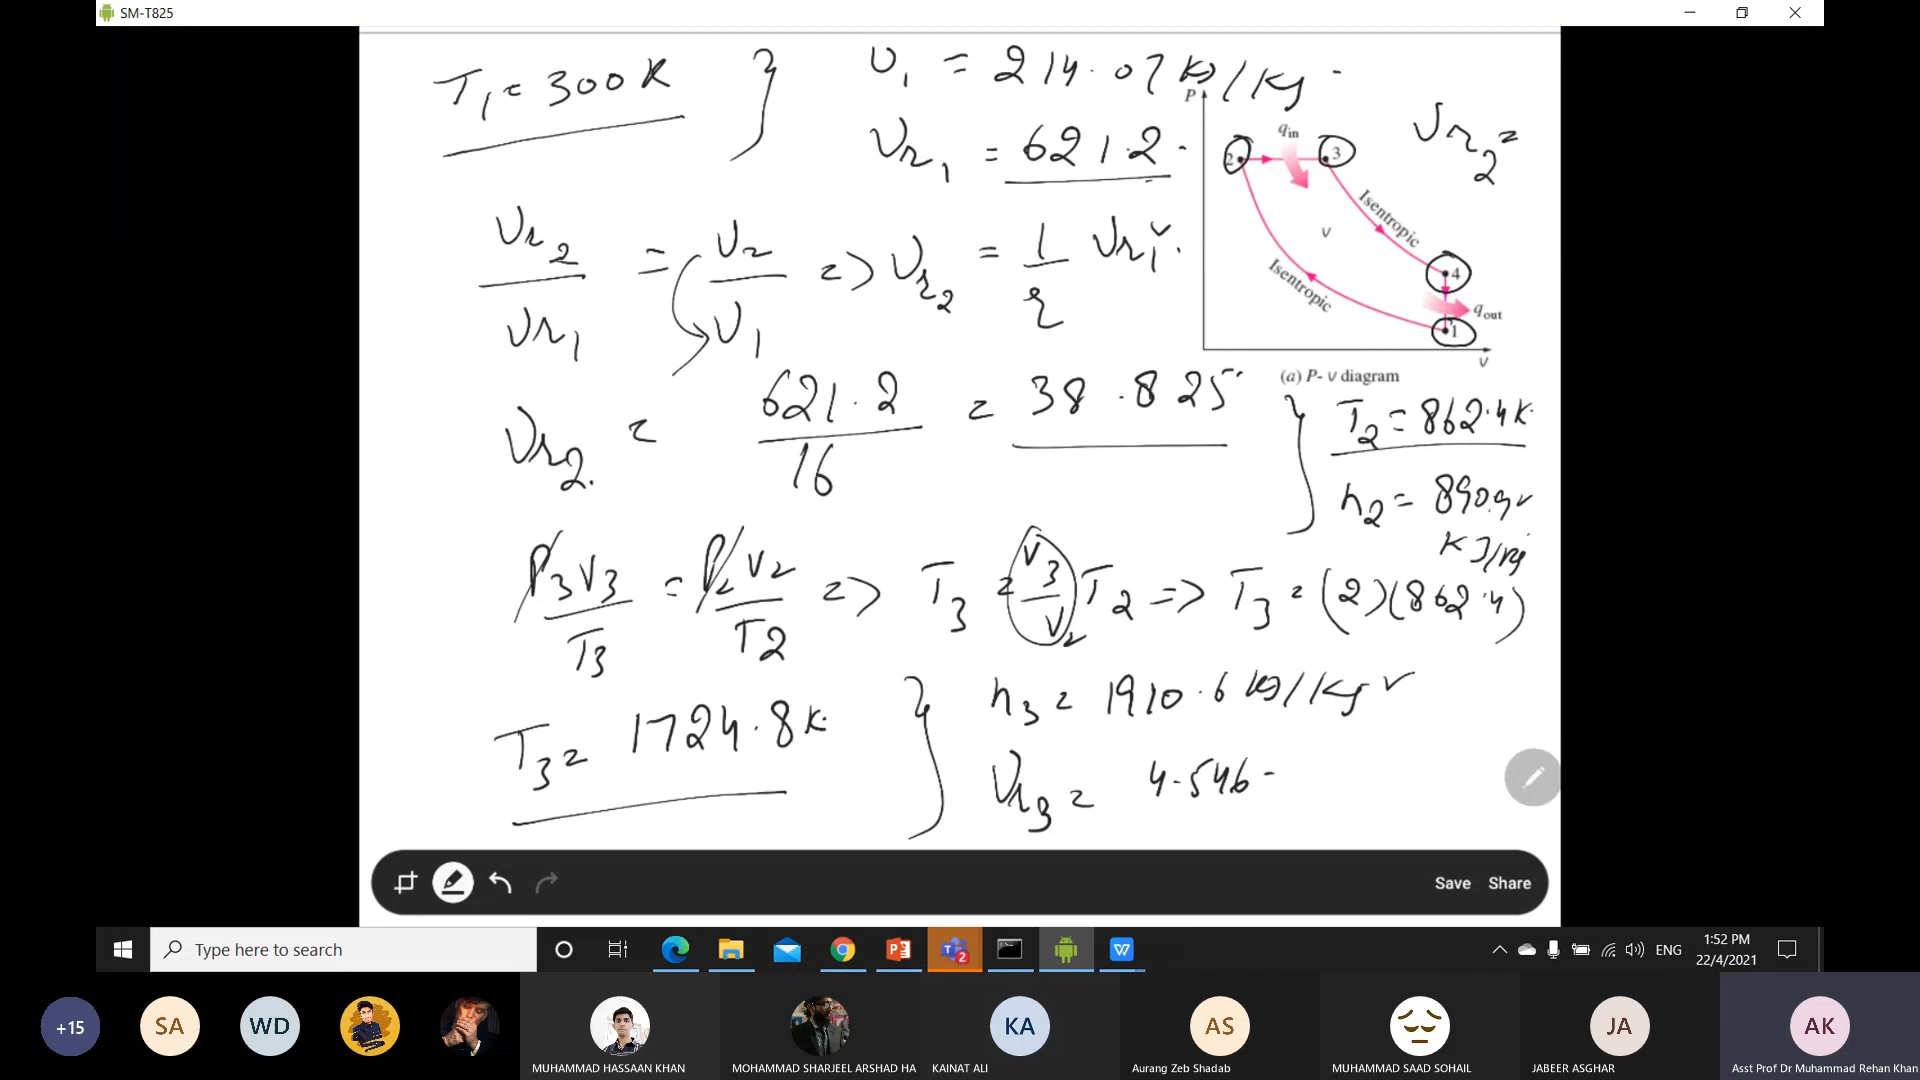 SM-T825
T₁ = 300 K } u₁ = 214.07 kJ/kg
Vr₁ = 621.2
Vr₂ =
Vr₂/Vr₁ = V₂/V₁ => Vr₂ = 1/r Vr₁
P
q_in
2
3
Isentropic
v
4
Isentropic
q_out
1
v
(a) P- v diagram
Vr₂ = 621.2/16 = 38.825
} T₂ = 862.4 K
h₂ = 890.9
kJ/kg
P₃V₃/T₃ = P₂V₂/T₂ => T₃ = V₃/V₂ T₂ => T₃ = (2)(862.4)
T₃ = 1724.8 K } h₃ = 1910.6 kJ/kg
Vr₃ = 4.546
Save Share
Type here to search
2
W
ENG
1:52 PM
22/4/2021
+15
SA
WD
KA
AS
JA
AK
MUHAMMAD HASSAAN KHAN
MOHAMMAD SHARJEEL ARSHAD HA
KAINAT ALI
Aurang Zeb Shadab
MUHAMMAD SAAD SOHAIL
JABEER ASGHAR
Asst Prof Dr Muhammad Rehan Khan